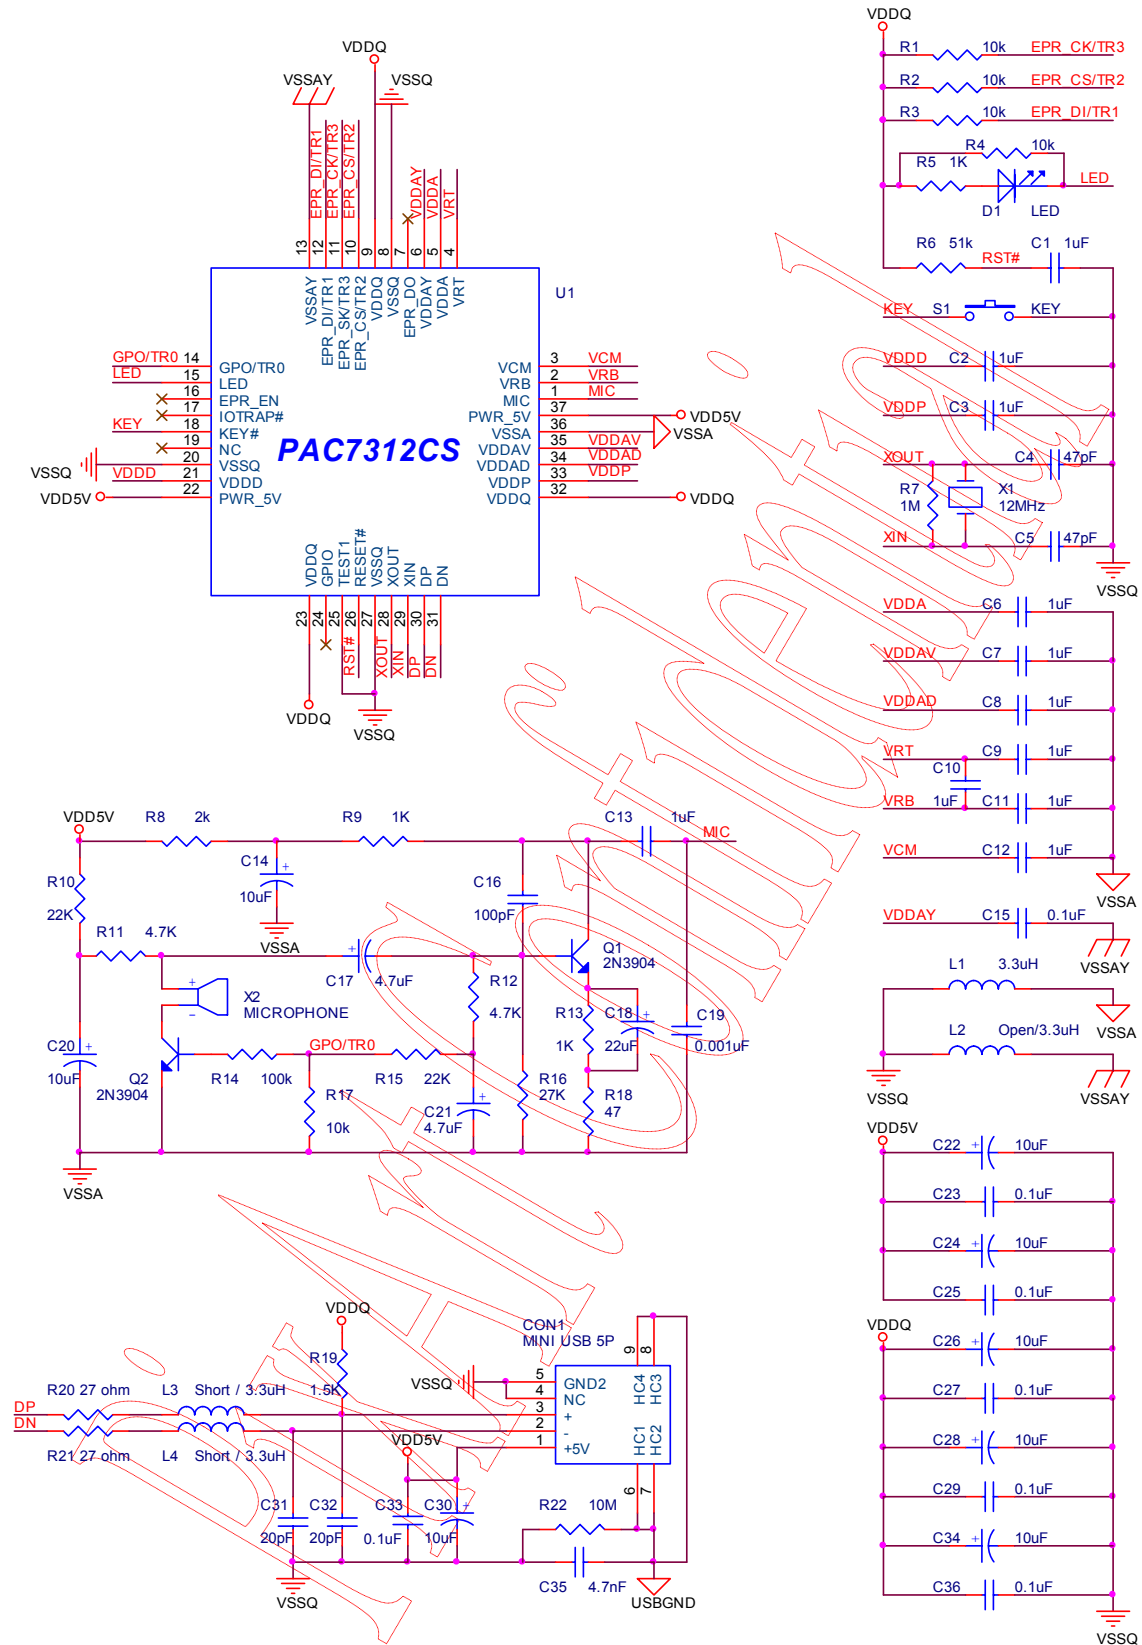 VDDQ
VSSAY
VSSQ
EPR_DI/TR1
EPR_CK/TR3
EPR_CS/TR2
VDDAY
VDDA
VRT
13
12
11
10
9
8
7
6
5
4
VSSAY
EPR_DI/TR1
EPR_SK/TR3
EPR_CS/TR2
VDDQ
VSSQ
EPR_DO
VDDAY
VDDA
VRT
U1
GPO/TR0 14 GPO/TR0
LED 15 LED
16 EPR_EN
17 IOTRAP#
KEY 18 KEY#
19 NC
VSSQ 20 VSSQ
VDDD 21 VDDD
VDD5V 22 PWR_5V
PAC7312CS
VCM 3 VCM
VRB 2 VRB
MIC 1 MIC
PWR_5V 37 VDD5V
VSSA 36 VSSA
VDDAV 35 VDDAV
VDDAD 34 VDDAD
VDDP 33 VDDP
VDDQ 32 VDDQ
VDDQ
GPIO
TEST1
RESET#
VSSQ
XOUT
XIN
DP
DN
23
24
25
26
27
28
29
30
31
RST#
XOUT
XIN
DP
DN
VDDQ
VSSQ
VDDQ
R1 10k EPR_CK/TR3
R2 10k EPR_CS/TR2
R3 10k EPR_DI/TR1
R4 10k
R5 1K
LED
D1 LED
R6 51k RST# C1 1uF
KEY S1 KEY
VDDD C2 1uF
VDDP C3 1uF
XOUT C4 47pF
R7 1M
X1 12MHz
XIN C5 47pF
VSSQ
VDDA C6 1uF
VDDAV C7 1uF
VDDAD C8 1uF
VRT C9 1uF
C10 1uF
VRB C11 1uF
VCM C12 1uF
VSSA
VDDAY C15 0.1uF
VSSAY
L1 3.3uH
VSSA
L2 Open/3.3uH
VSSQ
VSSAY
VDD5V
R8 2k
R9 1K
C13 1uF
MIC
C14 10uF
VSSA
R10 22K
C16 100pF
R11 4.7K
C17 4.7uF
Q1 2N3904
R12 4.7K
X2 MICROPHONE
R13 1K
C18 22uF
C19 0.001uF
C20 10uF
Q2 2N3904
R14 100k
GPO/TR0
R15 22K
R16 27K
R17 10k
C21 4.7uF
R18 47
VSSA
VDD5V
C22 10uF
C23 0.1uF
C24 10uF
C25 0.1uF
VDDQ
C26 10uF
C27 0.1uF
C28 10uF
C29 0.1uF
C34 10uF
C36 0.1uF
VSSQ
VDDQ
R19 1.5K
CON1
MINI USB 5P
VSSQ
5 GND2
4 NC
3 +
2 -
1 +5V
9
8
HC4
HC3
HC1
HC2
6
7
DP R20 27 ohm L3 Short / 3.3uH
DN R21 27 ohm L4 Short / 3.3uH
VDD5V
C31 20pF
C32 20pF
C33 0.1uF
C30 10uF
R22 10M
C35 4.7nF
VSSQ
USBGND